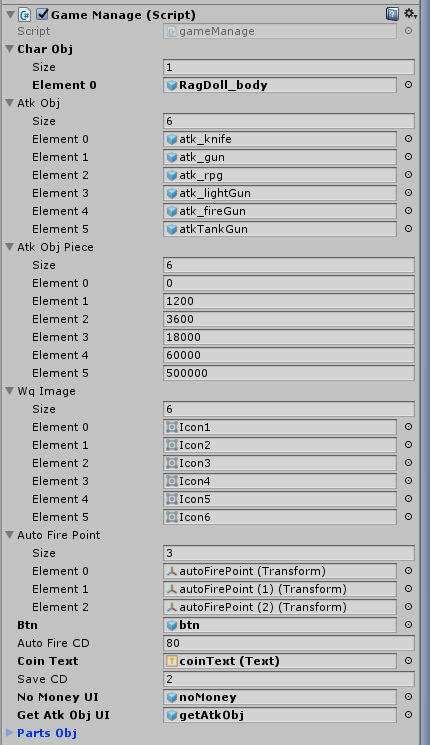 Game Manage (Script)
Script gameManage
Char Obj
Size 1
Element 0 RagDoll_body
Atk Obj
Size 6
Element 0 atk_knife
Element 1 atk_gun
Element 2 atk_rpg
Element 3 atk_lightGun
Element 4 atk_fireGun
Element 5 atkTankGun
Atk Obj Piece
Size 6
Element 0 0
Element 1 1200
Element 2 3600
Element 3 18000
Element 4 60000
Element 5 500000
Wq Image
Size 6
Element 0 Icon1
Element 1 Icon2
Element 2 Icon3
Element 3 Icon4
Element 4 Icon5
Element 5 Icon6
Auto Fire Point
Size 3
Element 0 autoFirePoint (Transform)
Element 1 autoFirePoint (1) (Transform)
Element 2 autoFirePoint (2) (Transform)
Btn btn
Auto Fire CD 80
Coin Text coinText (Text)
Save CD 2
No Money UI noMoney
Get Atk Obj UI getAtkObj
Parts Obj